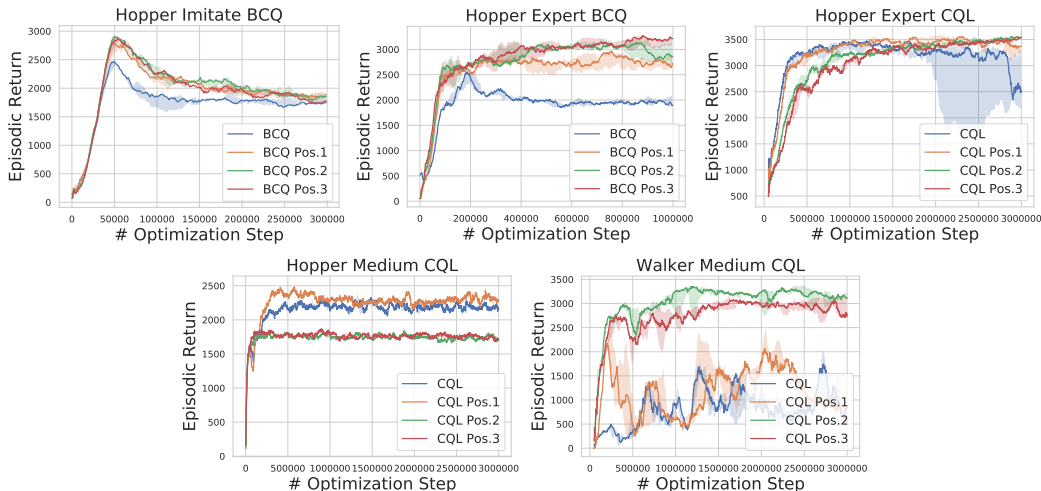 Hopper Imitate BCQ
Episodic Return
3000
2500
2000
1500
1000
500
0
BCQ
BCQ Pos.1
BCQ Pos.2
BCQ Pos.3
0 50000 100000 150000 200000 250000 300000
# Optimization Step
Hopper Expert BCQ
Episodic Return
3000
2500
2000
1500
1000
500
0
BCQ
BCQ Pos.1
BCQ Pos.2
BCQ Pos.3
0 200000 400000 600000 800000 1000000
# Optimization Step
Hopper Expert CQL
Episodic Return
3500
3000
2500
2000
1500
1000
500
CQL
CQL Pos.1
CQL Pos.2
CQL Pos.3
0 500000 1000000 1500000 2000000 2500000 3000000
# Optimization Step
Hopper Medium CQL
Episodic Return
2500
2000
1500
1000
500
0
CQL
CQL Pos.1
CQL Pos.2
CQL Pos.3
0 500000 1000000 1500000 2000000 2500000 3000000
# Optimization Step
Walker Medium CQL
Episodic Return
3500
3000
2500
2000
1500
1000
500
0
CQL
CQL Pos.1
CQL Pos.2
CQL Pos.3
0 500000 1000000 1500000 2000000 2500000 3000000
# Optimization Step